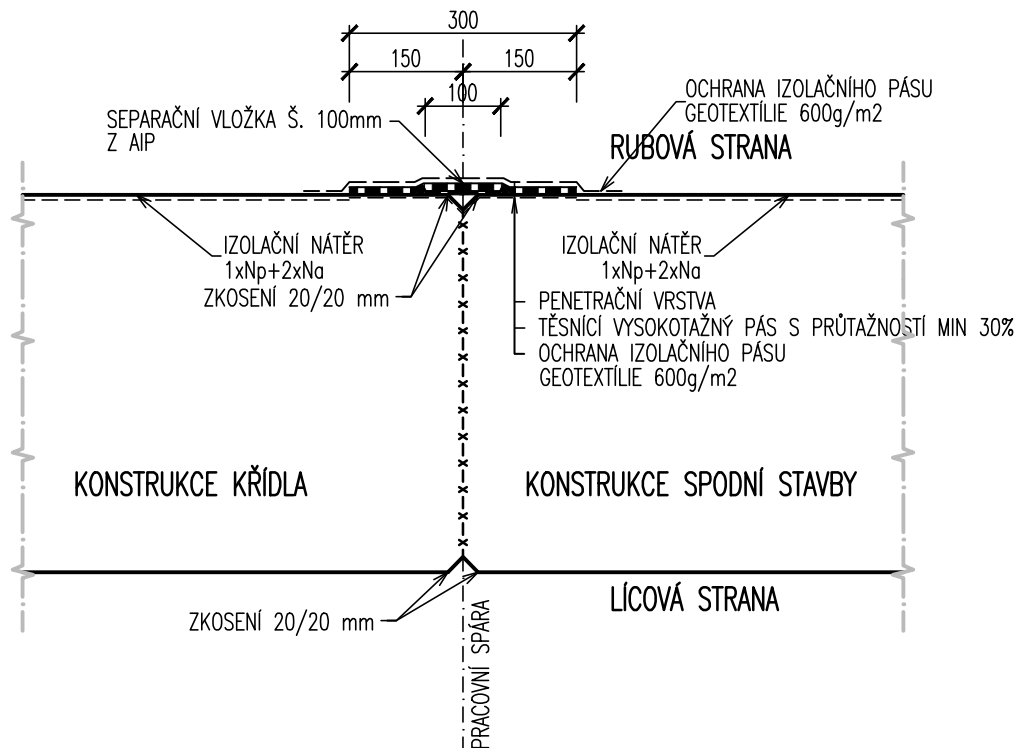 300
150
150
100
SEPARAČNÍ VLOŽKA Š. 100mm
Z AIP
OCHRANA IZOLAČNÍHO PÁSU
GEOTEXTÍLIE 600g/m2
RUBOVÁ STRANA
IZOLAČNÍ NÁTĚR
1xNp+2xNa
ZKOSENÍ 20/20 mm
IZOLAČNÍ NÁTĚR
1xNp+2xNa
PENETRAČNÍ VRSTVA
TĚSNÍCÍ VYSOKOTAŽNÝ PÁS S PRŮTAŽNOSTÍ MIN 30%
OCHRANA IZOLAČNÍHO PÁSU
GEOTEXTÍLIE 600g/m2
KONSTRUKCE KŘÍDLA
KONSTRUKCE SPODNÍ STAVBY
ZKOSENÍ 20/20 mm
LÍCOVÁ STRANA
PRACOVNÍ SPÁRA